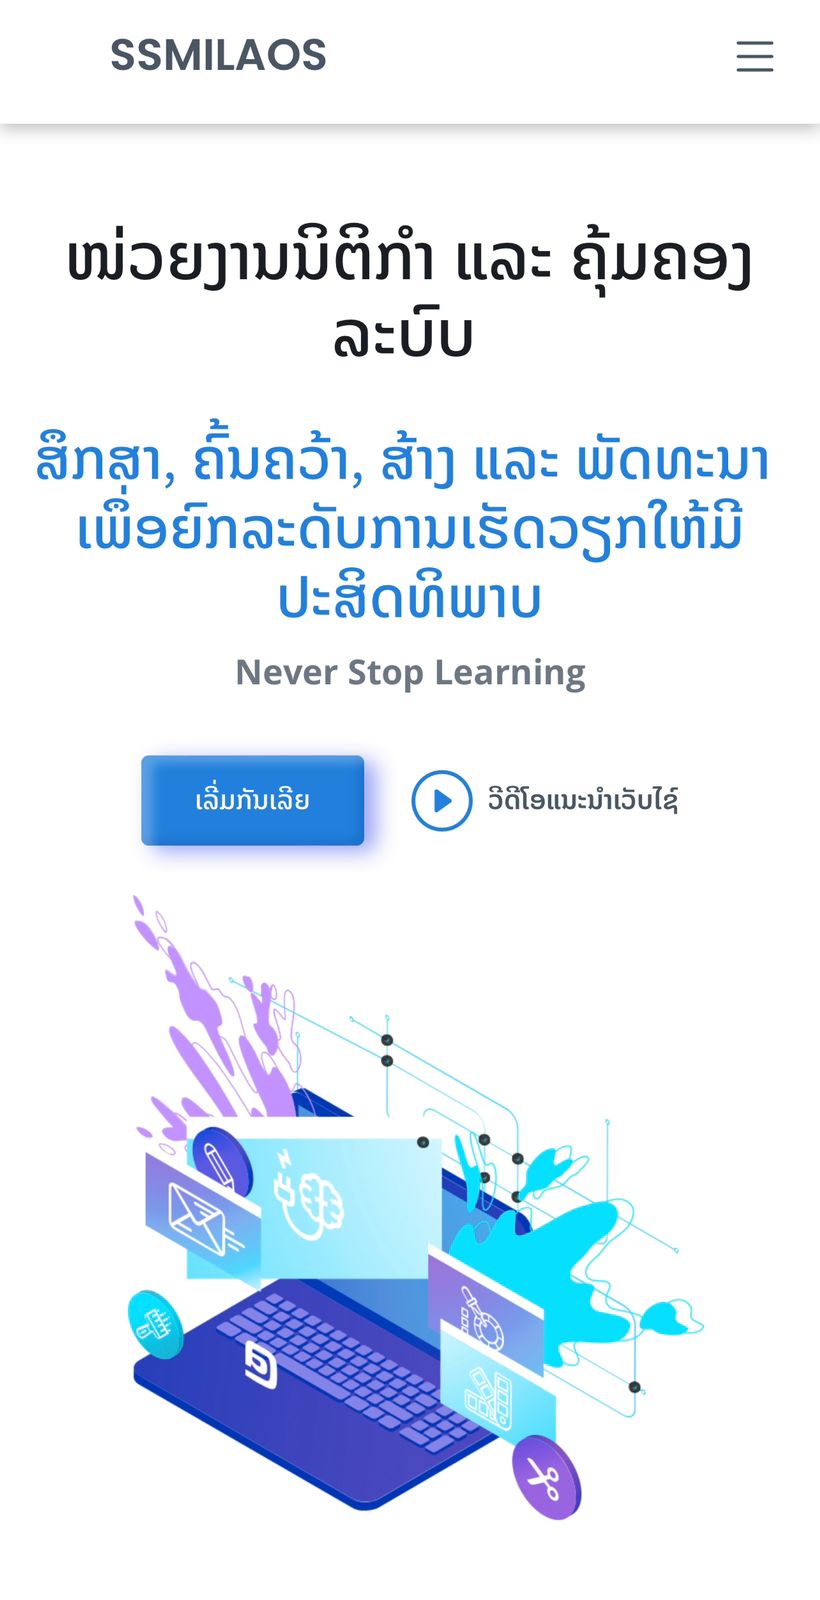 SSMILAOS
ໜ່ວຍງານນິຕິກຳ ແລະ ຄຸ້ມຄອງ
ລະບົບ
ສຶກສາ, ຄົ້ນຄວ້າ, ສ້າງ ແລະ ພັດທະນາ
ເພື່ອຍົກລະດັບການເຮັດວຽກໃຫ້ມີ
ປະສິດທິພາບ
Never Stop Learning
ເລີ່ມກັນເລີຍ
ວີດີໂອແນະນຳເວັບໄຊ໌